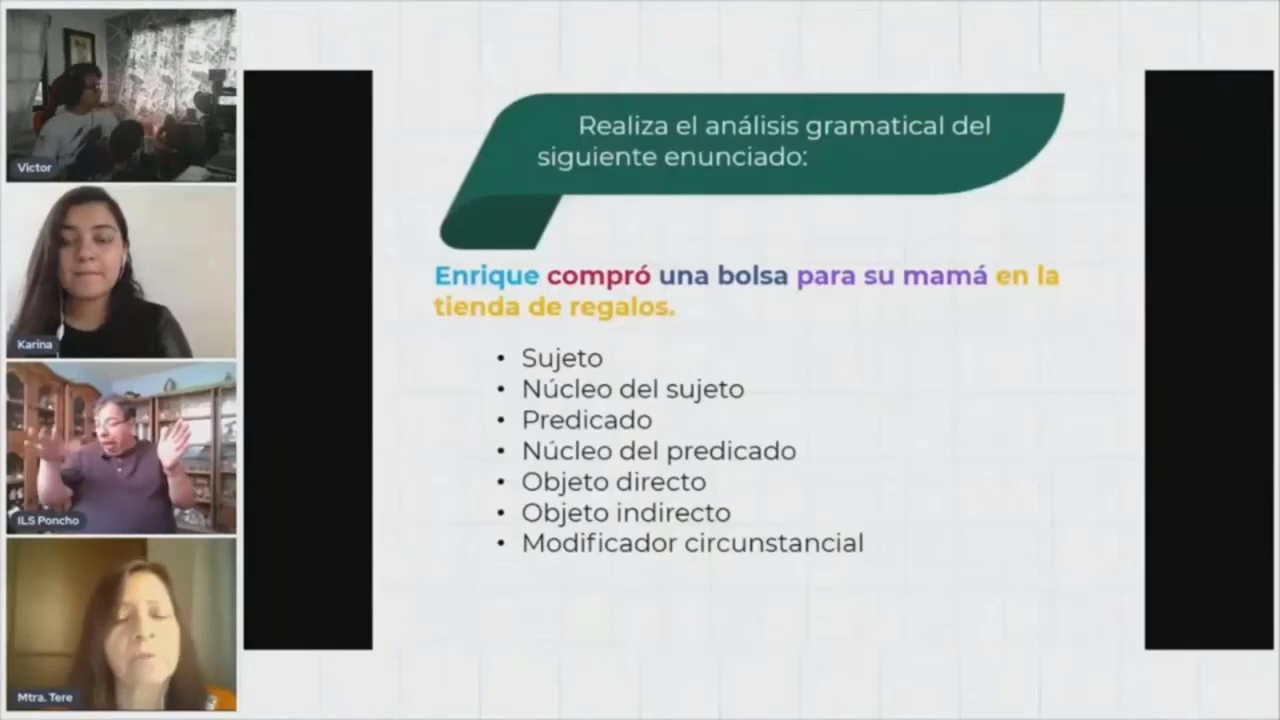 Victor
Karina
ILS Poncho
Mtra. Tere
Realiza el análisis gramatical del
siguiente enunciado:
Enrique compró una bolsa para su mamá en la
tienda de regalos.
• Sujeto
• Núcleo del sujeto
• Predicado
• Núcleo del predicado
• Objeto directo
• Objeto indirecto
• Modificador circunstancial